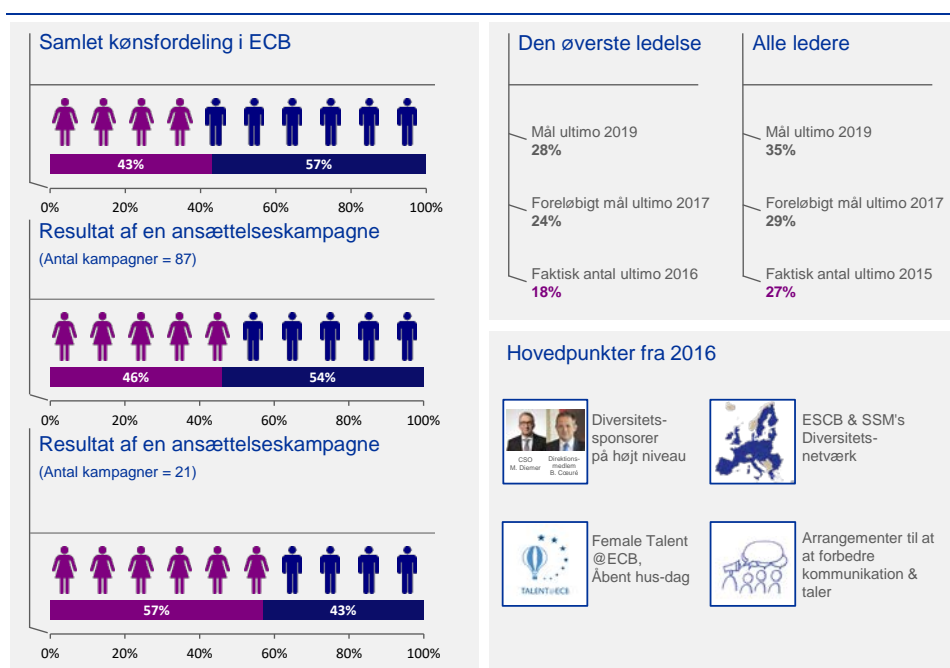 Samlet kønsfordeling i ECB
43%
57%
0%
20%
40%
60%
80%
100%
Resultat af en ansættelseskampagne
(Antal kampagner = 87)
46%
54%
0%
20%
40%
60%
80%
100%
Resultat af en ansættelseskampagne
(Antal kampagner = 21)
57%
43%
0%
20%
40%
60%
80%
100%
Den øverste ledelse
Mål ultimo 2019
28%
Foreløbigt mål ultimo 2017
24%
Faktisk antal ultimo 2016
18%
Alle ledere
Mål ultimo 2019
35%
Foreløbigt mål ultimo 2017
29%
Faktisk antal ultimo 2015
27%
Hovedpunkter fra 2016
CSO
M. Diemer
Direktions-
medlem
B. Cœuré
Diversitets-
sponsorer
på højt niveau
ESCB & SSM's
Diversitets-
netværk
TALENT@ECB
Female Talent
@ECB,
Åbent hus-dag
Arrangementer til at
at forbedre
kommunikation &
taler